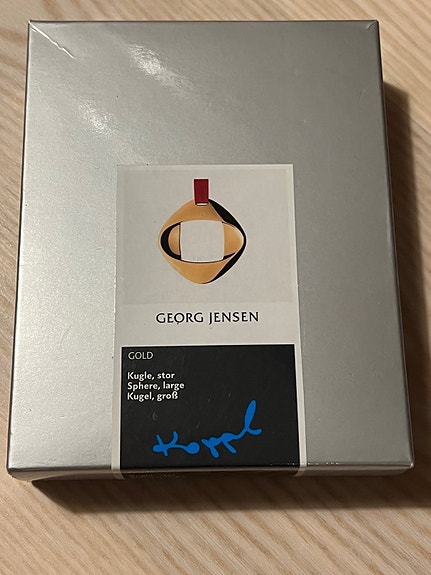 GEORG JENSEN
GOLD
Kugle, stor
Sphere, large
Kugel, groß
Koppel